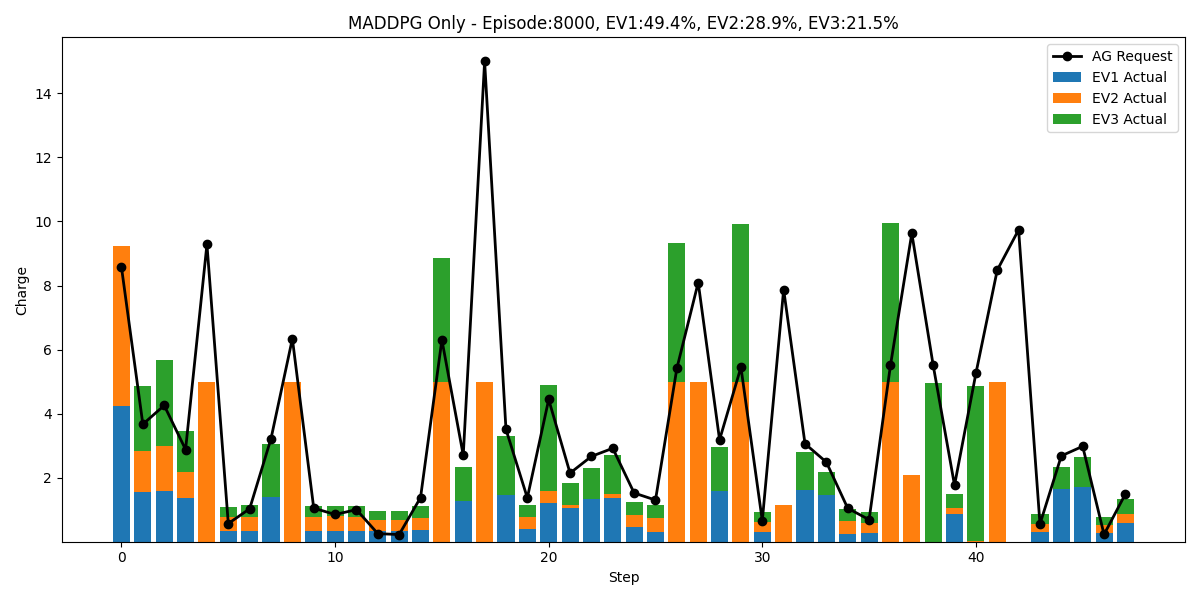 MADDPG Only - Episode:8000, EV1:49.4%, EV2:28.9%, EV3:21.5%
AG Request
EV1 Actual
EV2 Actual
EV3 Actual
Charge
14
12
10
8
6
4
2
0
10
20
30
40
Step